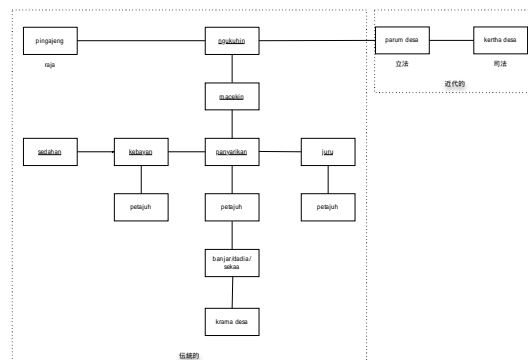 pingajeng
ngukuhin
parum desa
kertha desa
raja
立法
司法
近代的
macekin
sedahan
kebayan
panyarikan
juru
petajuh
petajuh
petajuh
banjar/dadia/
sekaa
krama desa
伝統的